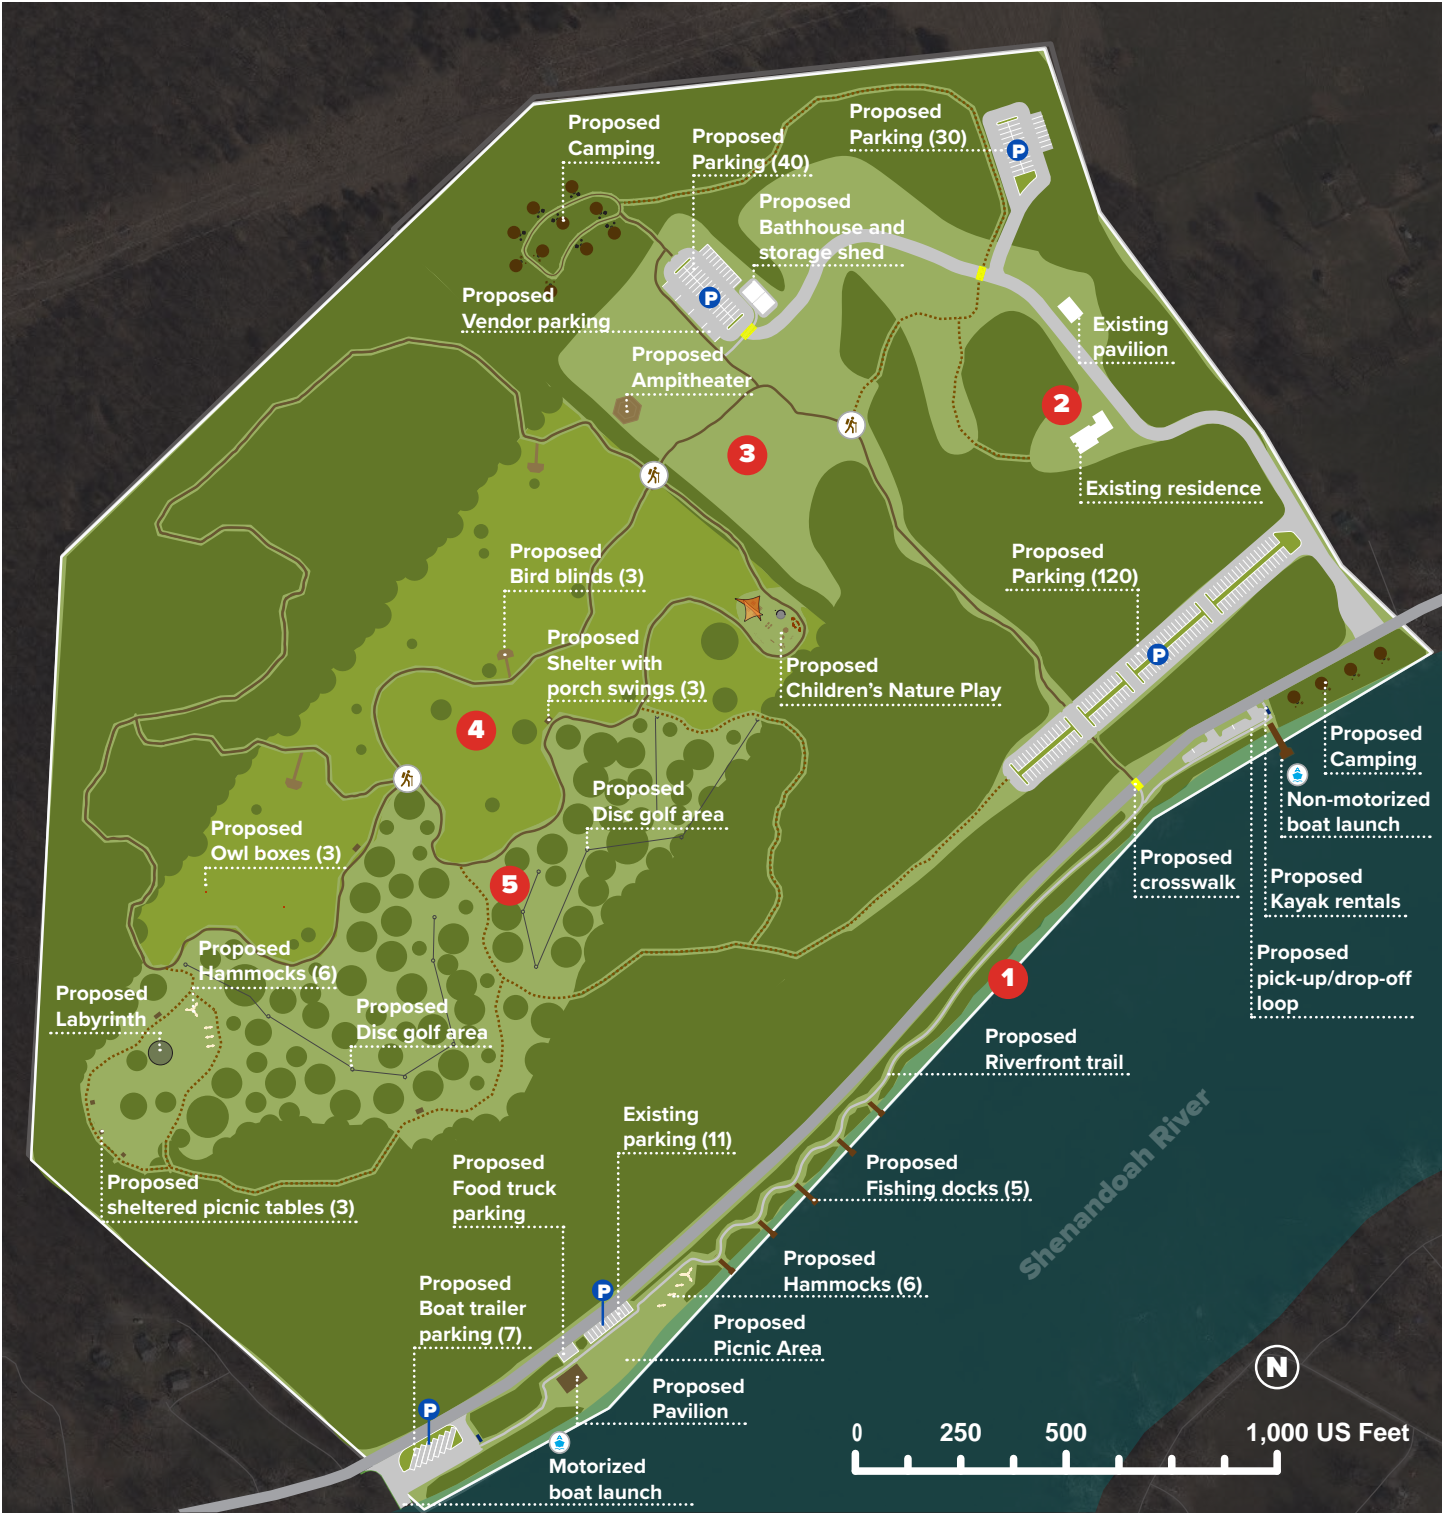 Proposed
Camping
Proposed
Parking (40)
Proposed
Parking (30)
P
Proposed
Bathhouse and
storage shed
Proposed
Vendor parking
P
Proposed
Ampitheater
Existing
pavilion
2
3
Existing residence
Proposed
Bird blinds (3)
Proposed
Parking (120)
P
Proposed
Shelter with
porch swings (3)
Proposed
Children's Nature Play
4
Proposed
Camping
Proposed
Disc golf area
Non-motorized
boat launch
Proposed
Owl boxes (3)
Proposed
crosswalk
Proposed
Kayak rentals
5
Proposed
Hammocks (6)
Proposed
pick-up/drop-off
loop
1
Proposed
Labyrinth
Proposed
Disc golf area
Proposed
Riverfront trail
Existing
parking (11)
Shenandoah River
Proposed
Food truck
parking
Proposed
Fishing docks (5)
Proposed
sheltered picnic tables (3)
Proposed
Hammocks (6)
P
Proposed
Boat trailer
parking (7)
Proposed
Picnic Area
N
Proposed
Pavilion
P
0 250 500 1,000 US Feet
Motorized
boat launch